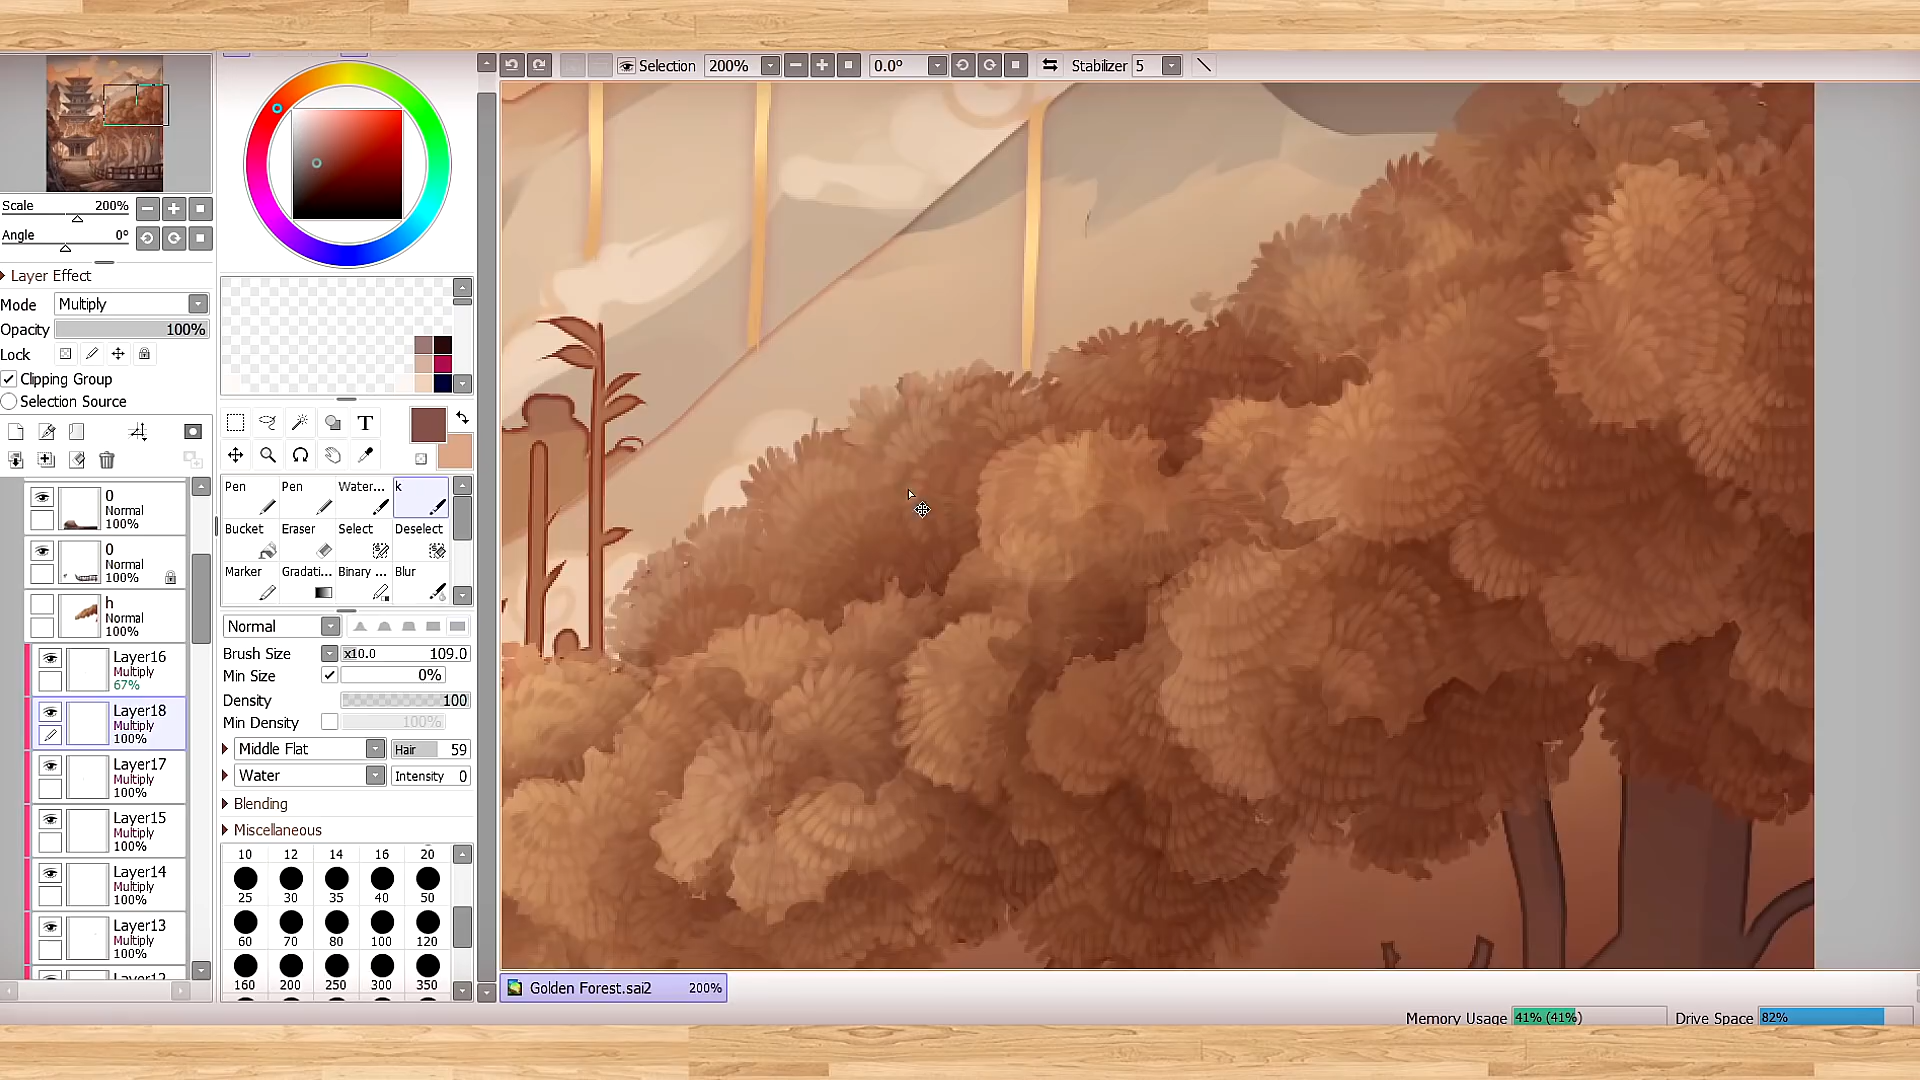 Selection 200% 0.0° Stabilizer 5
Scale 200%
Angle 0°
Layer Effect
Mode Multiply
Opacity 100%
Lock
Clipping Group
Selection Source
0
Normal
100%
0
Normal
100%
h
Normal
100%
Layer16
Multiply
67%
Layer18
Multiply
100%
Layer17
Multiply
100%
Layer15
Multiply
100%
Layer14
Multiply
100%
Layer13
Multiply
100%
T
Pen Pen Water... k
Bucket Eraser Select Deselect
Marker Gradati... Binary ... Blur
Normal
Brush Size x10.0 109.0
Min Size 0%
Density 100
Min Density 100%
Middle Flat Hair 59
Water Intensity 0
Blending
Miscellaneous
10 12 14 16 20
25 30 35 40 50
60 70 80 100 120
160 200 250 300 350
Golden Forest.sai2 200%
Memory Usage 41% (41%) Drive Space 82%